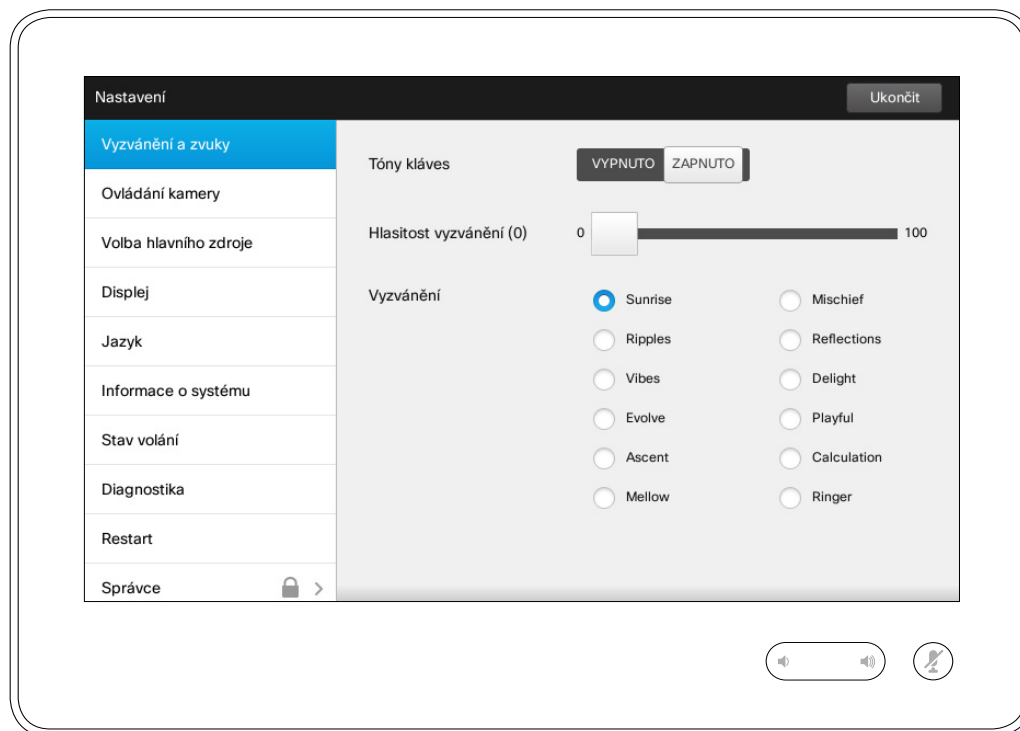 Nastavení
Ukončit
Vyzvánění a zvuky
Ovládání kamery
Volba hlavního zdroje
Displej
Jazyk
Informace o systému
Stav volání
Diagnostika
Restart
Správce
Tóny kláves
VYPNUTO ZAPNUTO
Hlasitost vyzvánění (0)
0 100
Vyzvánění
Sunrise Mischief
Ripples Reflections
Vibes Delight
Evolve Playful
Ascent Calculation
Mellow Ringer